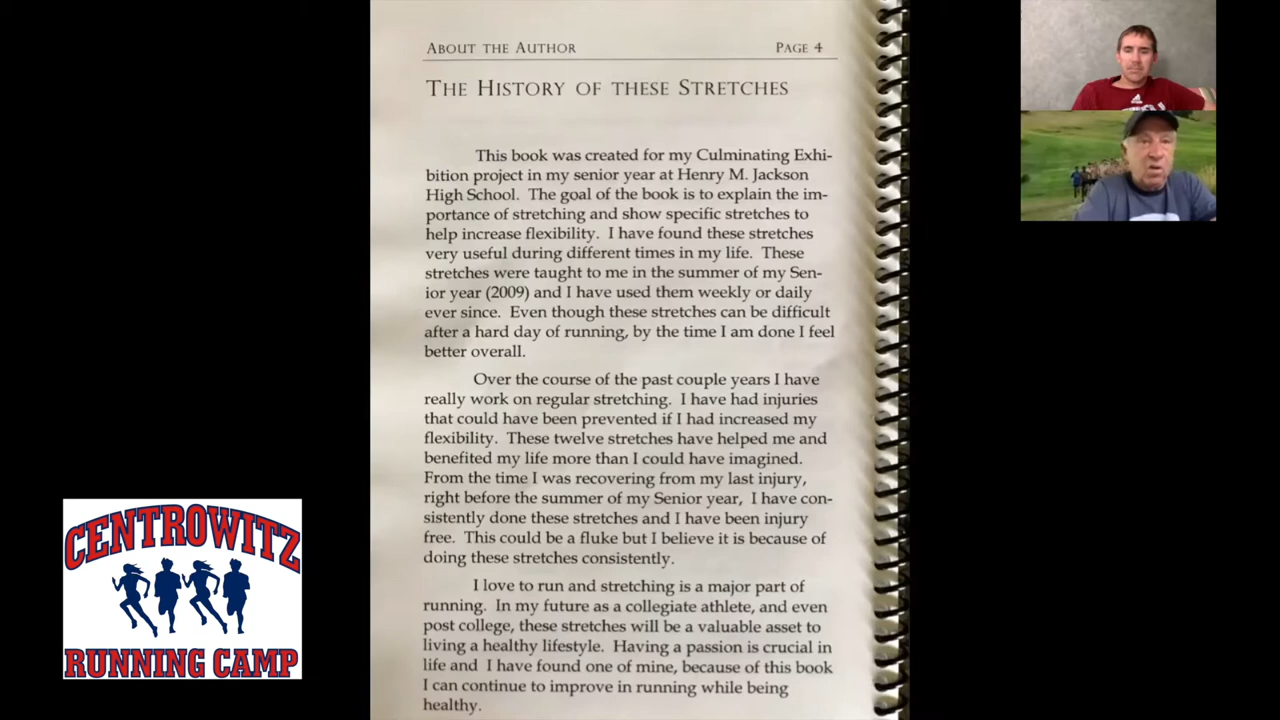 ABOUT THE AUTHOR PAGE 4
THE HISTORY OF THESE STRETCHES
This book was created for my Culminating Exhi-
bition project in my senior year at Henry M. Jackson
High School. The goal of the book is to explain the im-
portance of stretching and show specific stretches to
help increase flexibility. I have found these stretches
very useful during different times in my life. These
stretches were taught to me in the summer of my Sen-
ior year (2009) and I have used them weekly or daily
ever since. Even though these stretches can be difficult
after a hard day of running, by the time I am done I feel
better overall.
Over the course of the past couple years I have
really work on regular stretching. I have had injuries
that could have been prevented if I had increased my
flexibility. These twelve stretches have helped me and
benefited my life more than I could have imagined.
From the time I was recovering from my last injury,
right before the summer of my Senior year, I have con-
sistently done these stretches and I have been injury
free. This could be a fluke but I believe it is because of
doing these stretches consistently.
I love to run and stretching is a major part of
running. In my future as a collegiate athlete, and even
post college, these stretches will be a valuable asset to
living a healthy lifestyle. Having a passion is crucial in
life and I have found one of mine, because of this book
I can continue to improve in running while being
healthy.
CENTROWITZ
RUNNING CAMP